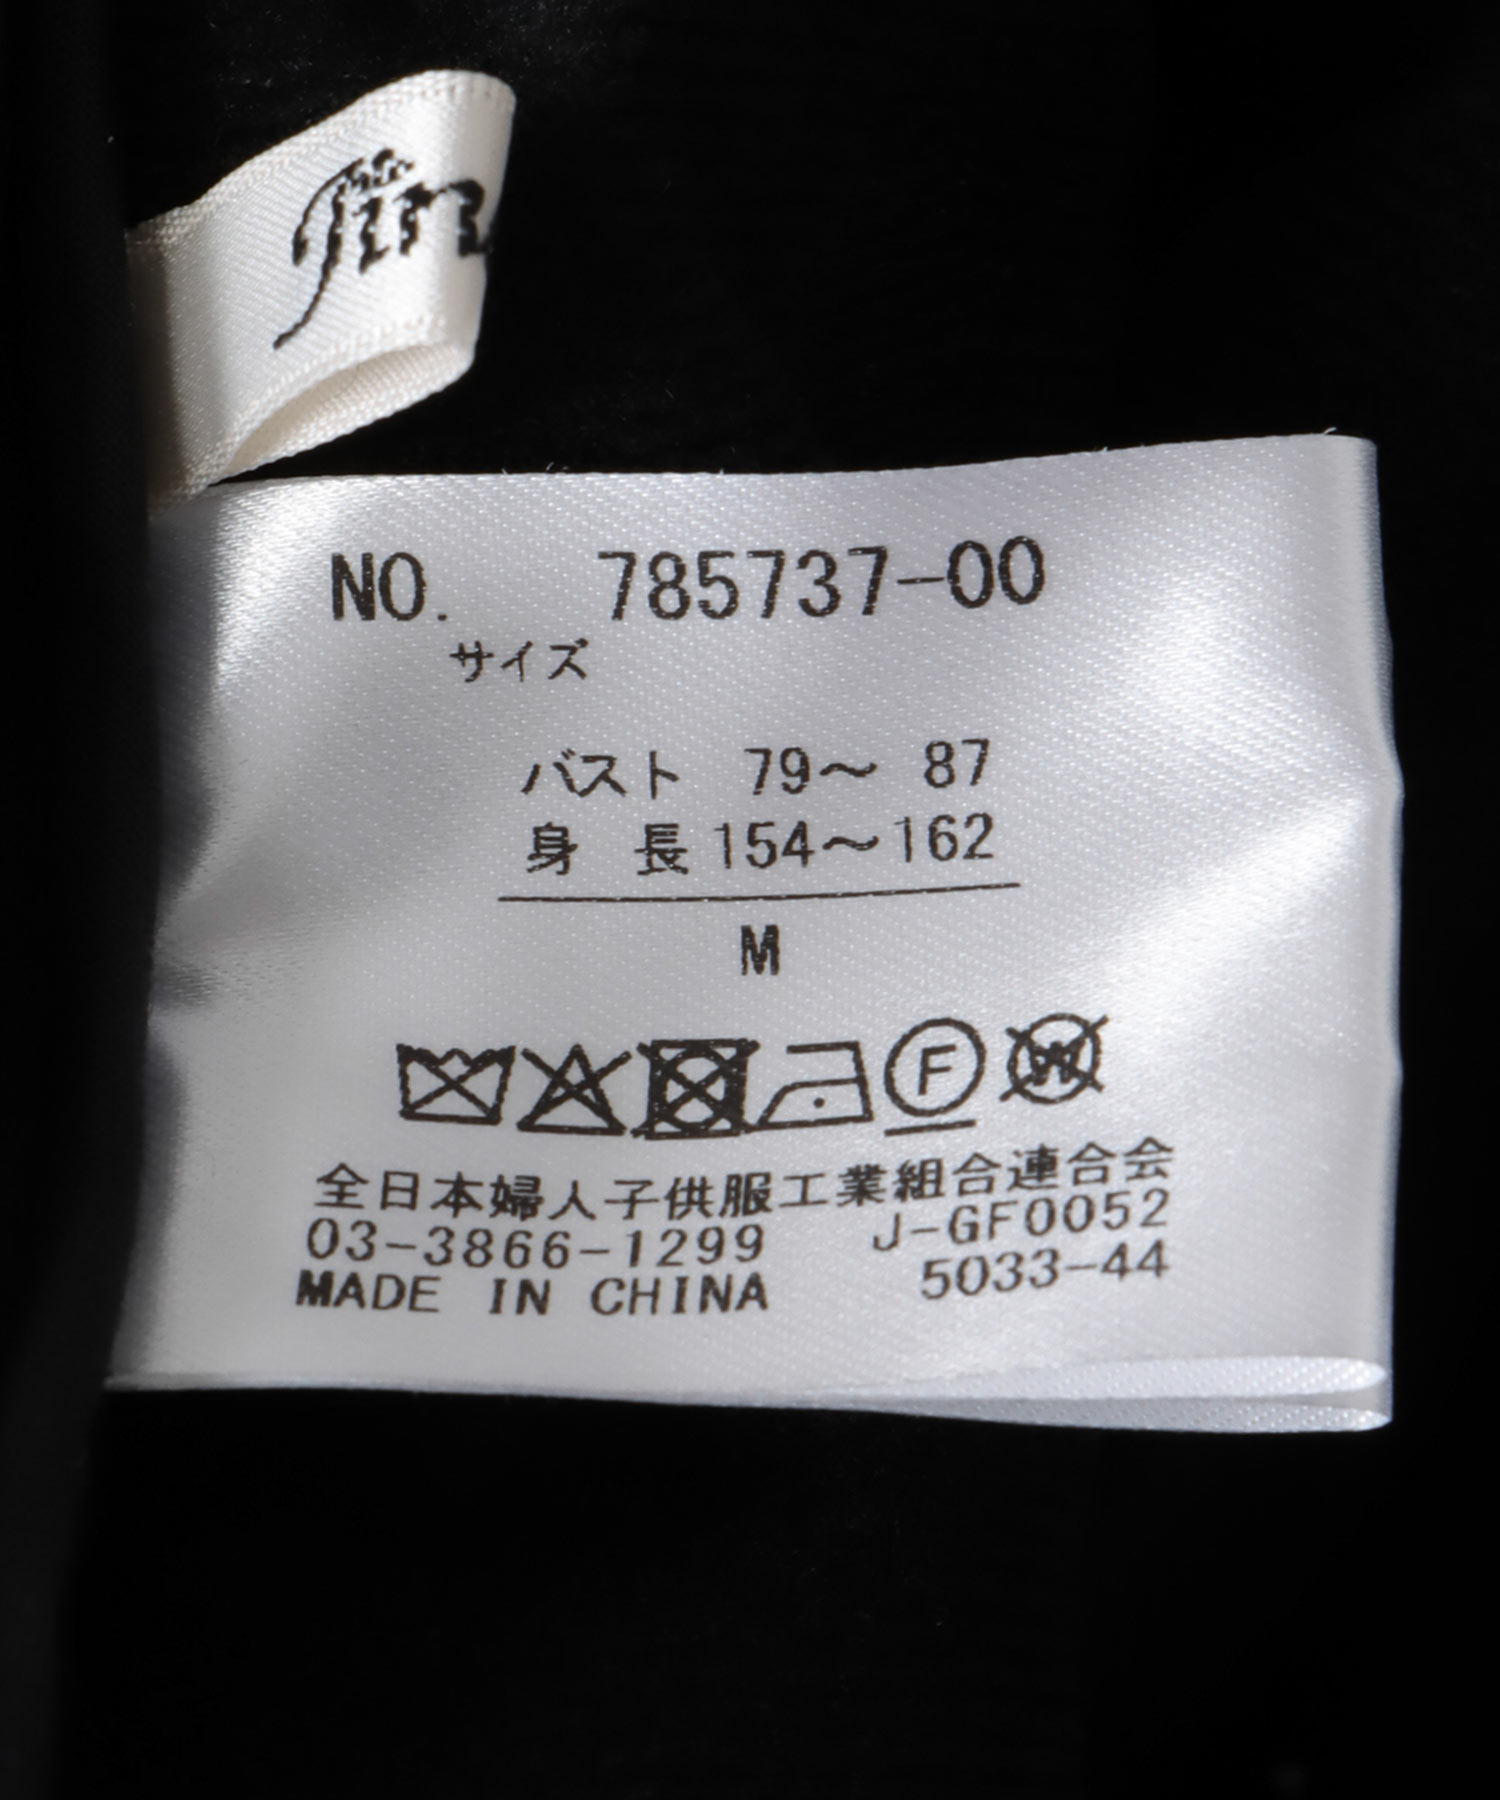 NO. 785737-00
サイズ
バスト 79～ 87
身 長 154～162
M
F W
全日本婦人子供服工業組合連合会
03-3866-1299 J-GF0052
MADE IN CHINA 5033-44